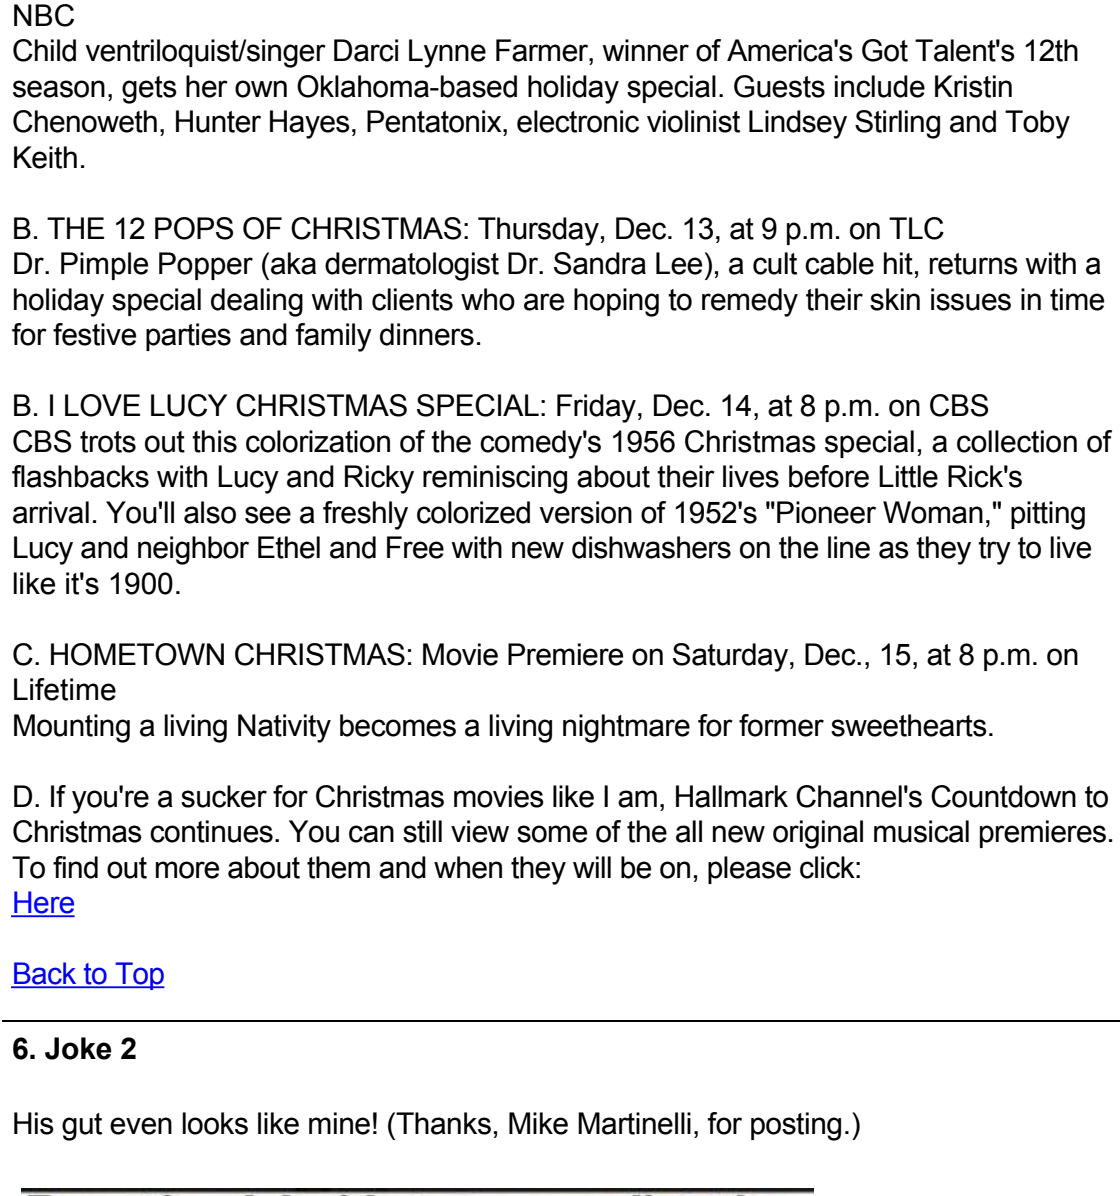 NBC
Child ventriloquist/singer Darci Lynne Farmer, winner of America's Got Talent's 12th
season, gets her own Oklahoma-based holiday special. Guests include Kristin
Chenoweth, Hunter Hayes, Pentatonix, electronic violinist Lindsey Stirling and Toby
Keith.
B. THE 12 POPS OF CHRISTMAS: Thursday, Dec. 13, at 9 p.m. on TLC
Dr. Pimple Popper (aka dermatologist Dr. Sandra Lee), a cult cable hit, returns with a
holiday special dealing with clients who are hoping to remedy their skin issues in time
for festive parties and family dinners.
B. I LOVE LUCY CHRISTMAS SPECIAL: Friday, Dec. 14, at 8 p.m. on CBS
CBS trots out this colorization of the comedy's 1956 Christmas special, a collection of
flashbacks with Lucy and Ricky reminiscing about their lives before Little Rick's
arrival. You'll also see a freshly colorized version of 1952's "Pioneer Woman," pitting
Lucy and neighbor Ethel and Free with new dishwashers on the line as they try to live
like it's 1900.
C. HOMETOWN CHRISTMAS: Movie Premiere on Saturday, Dec., 15, at 8 p.m. on
Lifetime
Mounting a living Nativity becomes a living nightmare for former sweethearts.
D. If you're a sucker for Christmas movies like I am, Hallmark Channel's Countdown to
Christmas continues. You can still view some of the all new original musical premieres.
To find out more about them and when they will be on, please click:
Here
Back to Top
6. Joke 2
His gut even looks like mine! (Thanks, Mike Martinelli, for posting.)